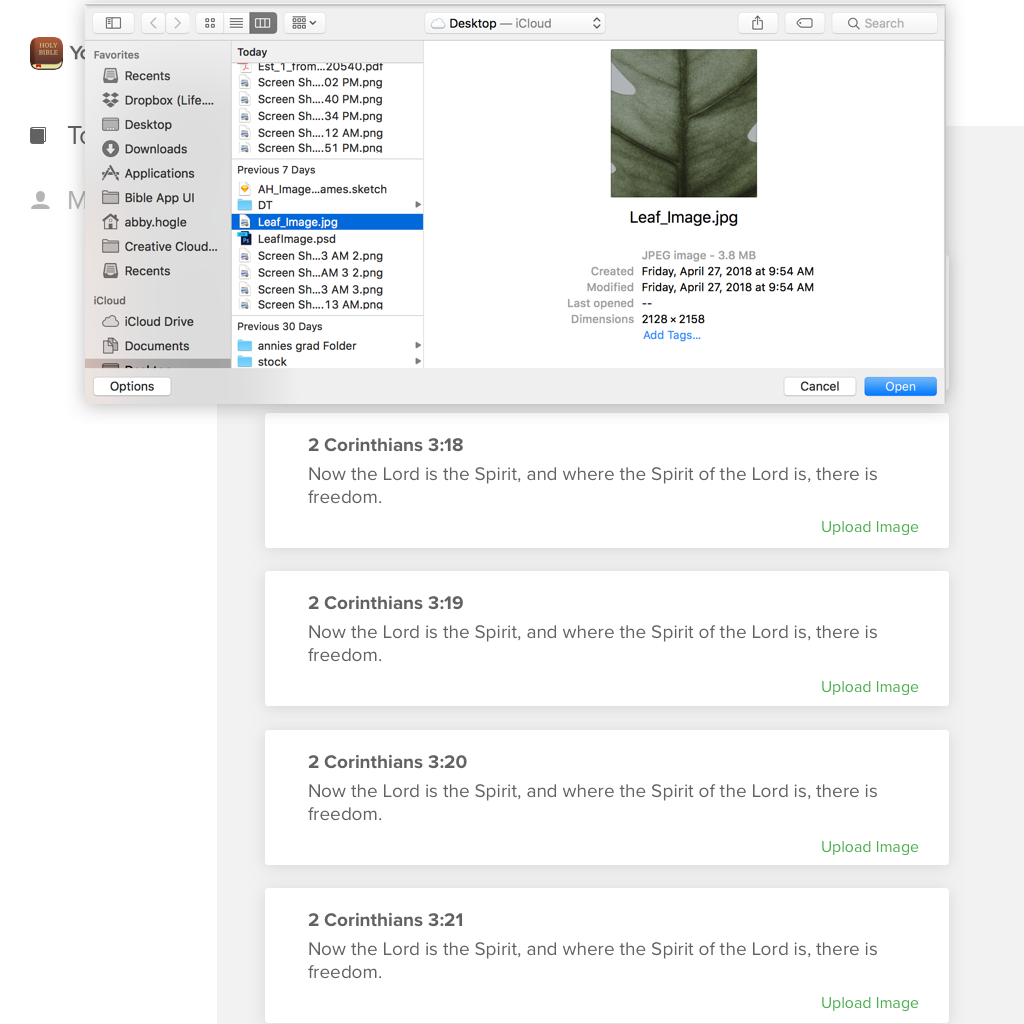 Desktop — iCloud
Search
HOLY BIBLE
Yo
To
M
Favorites
Recents
Dropbox (Life....
Desktop
Downloads
Applications
Bible App UI
abby.hogle
Creative Cloud...
Recents
iCloud
iCloud Drive
Documents
Desktop
Today
Est_1_from...20540.pdf
Screen Sh....02 PM.png
Screen Sh....40 PM.png
Screen Sh....34 PM.png
Screen Sh....12 AM.png
Screen Sh....51 PM.png
Previous 7 Days
AH_Image...ames.sketch
DT
Leaf_Image.jpg
LeafImage.psd
Screen Sh...3 AM 2.png
Screen Sh...AM 3 2.png
Screen Sh...3 AM 3.png
Screen Sh....13 AM.png
Previous 30 Days
annies grad Folder
stock
Leaf_Image.jpg
JPEG image - 3.8 MB
Created Friday, April 27, 2018 at 9:54 AM
Modified Friday, April 27, 2018 at 9:54 AM
Last opened --
Dimensions 2128 × 2158
Add Tags...
Options
Cancel
Open
2 Corinthians 3:18
Now the Lord is the Spirit, and where the Spirit of the Lord is, there is
freedom.
Upload Image
2 Corinthians 3:19
Now the Lord is the Spirit, and where the Spirit of the Lord is, there is
freedom.
Upload Image
2 Corinthians 3:20
Now the Lord is the Spirit, and where the Spirit of the Lord is, there is
freedom.
Upload Image
2 Corinthians 3:21
Now the Lord is the Spirit, and where the Spirit of the Lord is, there is
freedom.
Upload Image